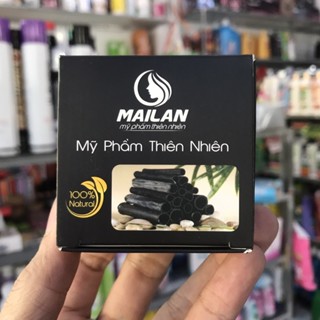 MAILAN
mỹ phẩm thiên nhiên
Mỹ Phẩm Thiên Nhiên
100%
Natural